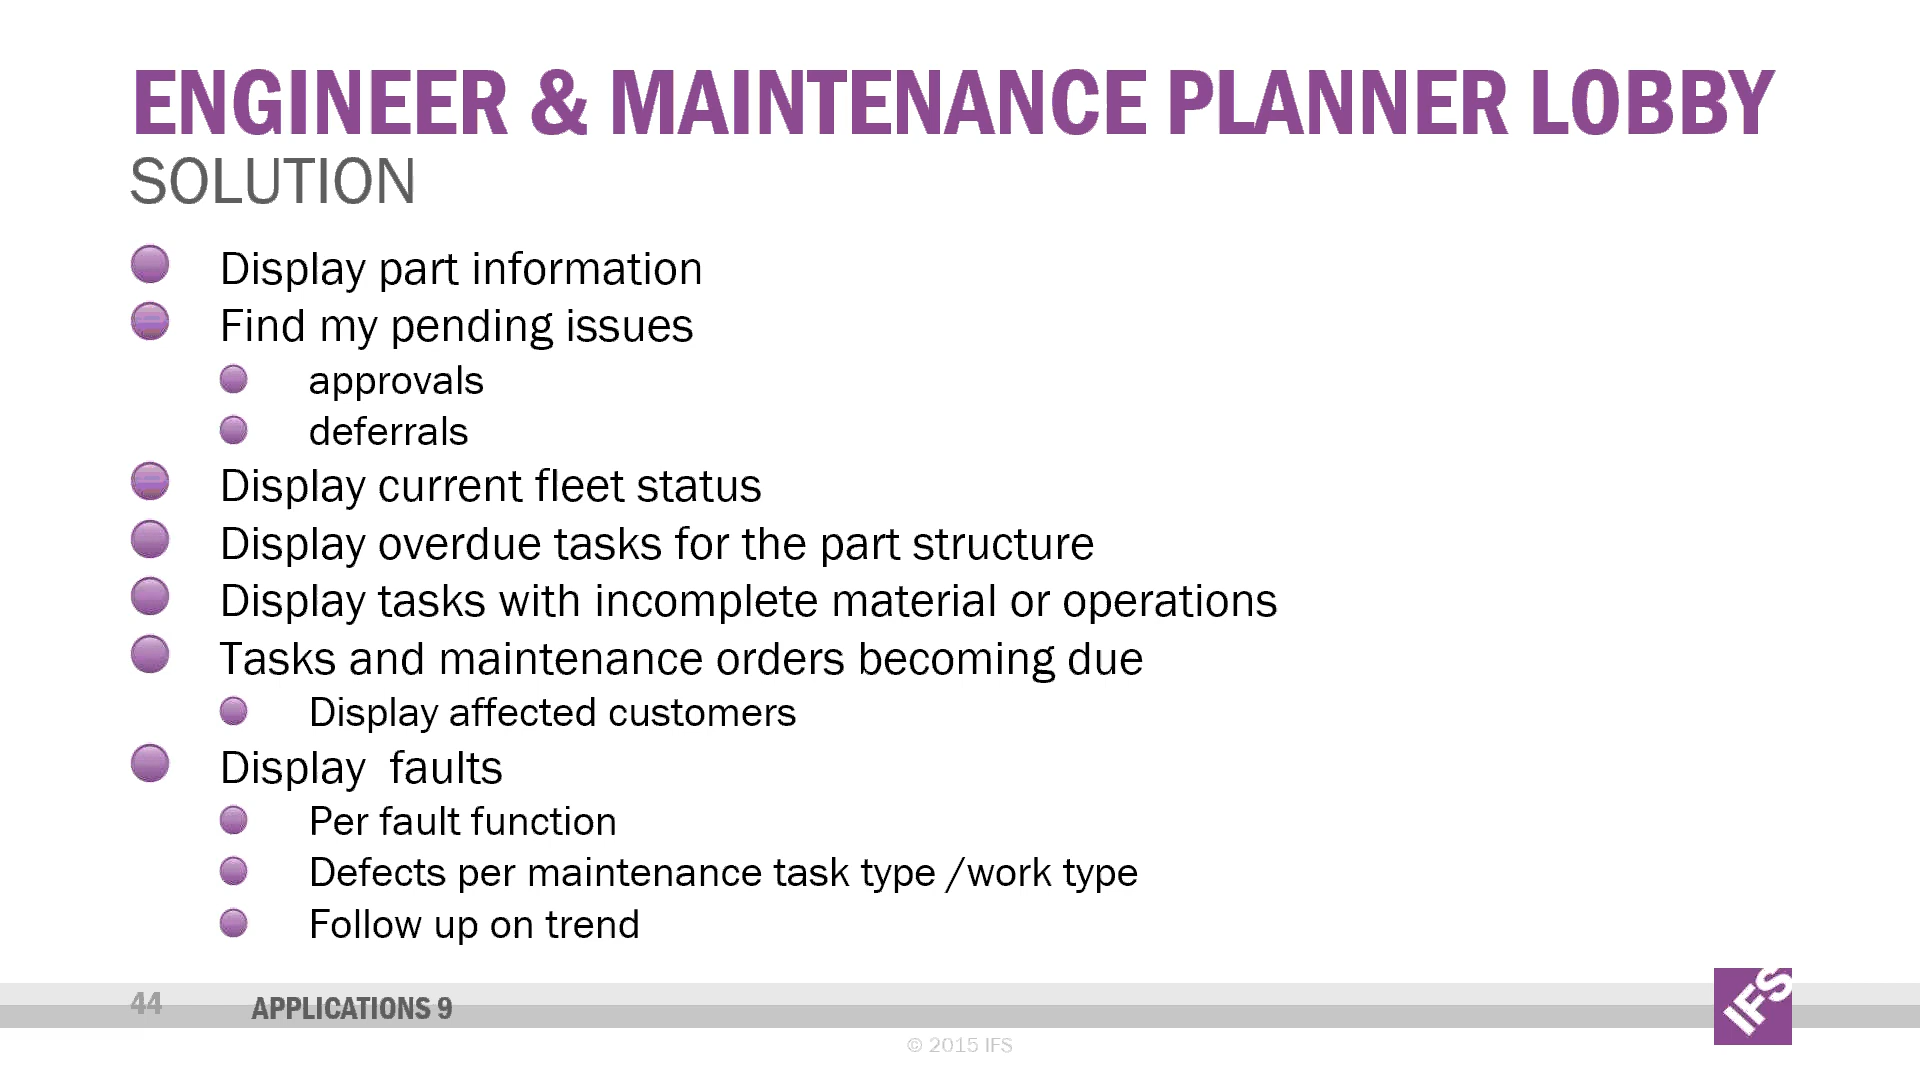 ENGINEER & MAINTENANCE PLANNER LOBBY
SOLUTION
Display part information
Find my pending issues
approvals
deferrals
Display current fleet status
Display overdue tasks for the part structure
Display tasks with incomplete material or operations
Tasks and maintenance orders becoming due
Display affected customers
Display  faults
Per fault function
Defects per maintenance task type /work type
Follow up on trend
44
APPLICATIONS 9
IFS
© 2015 IFS